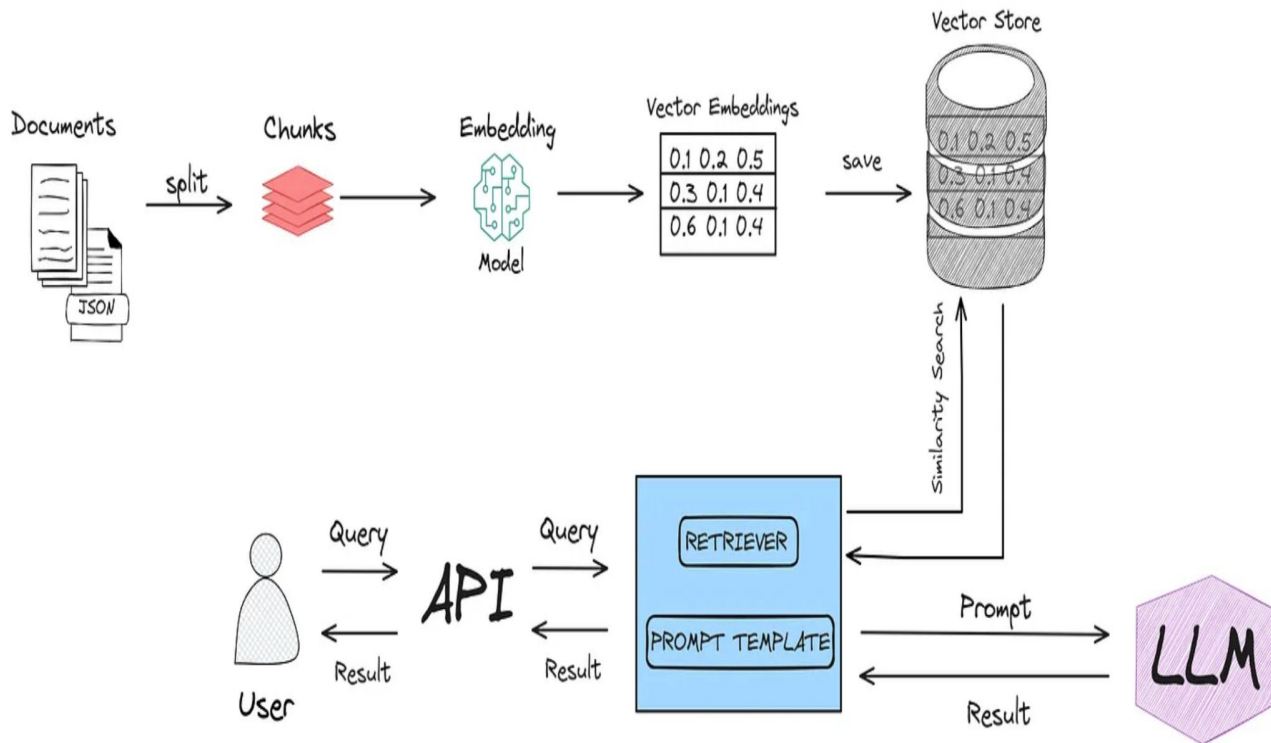 Vector Store
Documents
Chunks
Embedding
Vector Embeddings
split
save
0.1 0.2 0.5
0.3 0.1 0.4
0.6 0.1 0.4
0.1 0.2 0.5
0.3 0.1 0.4
0.6 0.1 0.4
Model
JSON
Similarity Search
Query
Query
RETRIEVER
API
Prompt
PROMPT TEMPLATE
LLM
Result
Result
Result
User